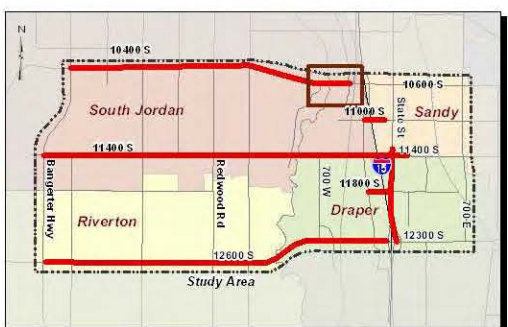 N
10400 S
10600 S
South Jordan
11000 S
State St
Sandy
11400 S
11400 S
15
Bangerter Hwy
Redwood Rd
700 W
11800 S
700 E
Riverton
Draper
12300 S
12600 S
Study Area